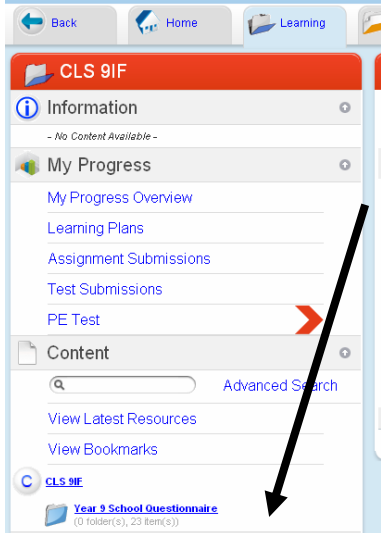 Back
Home
Learning
CLS 9IF
Information
- No Content Available -
My Progress
My Progress Overview
Learning Plans
Assignment Submissions
Test Submissions
PE Test
Content
Advanced Search
View Latest Resources
View Bookmarks
C CLS 9IF
Year 9 School Questionnaire
(0 folder(s), 23 item(s))